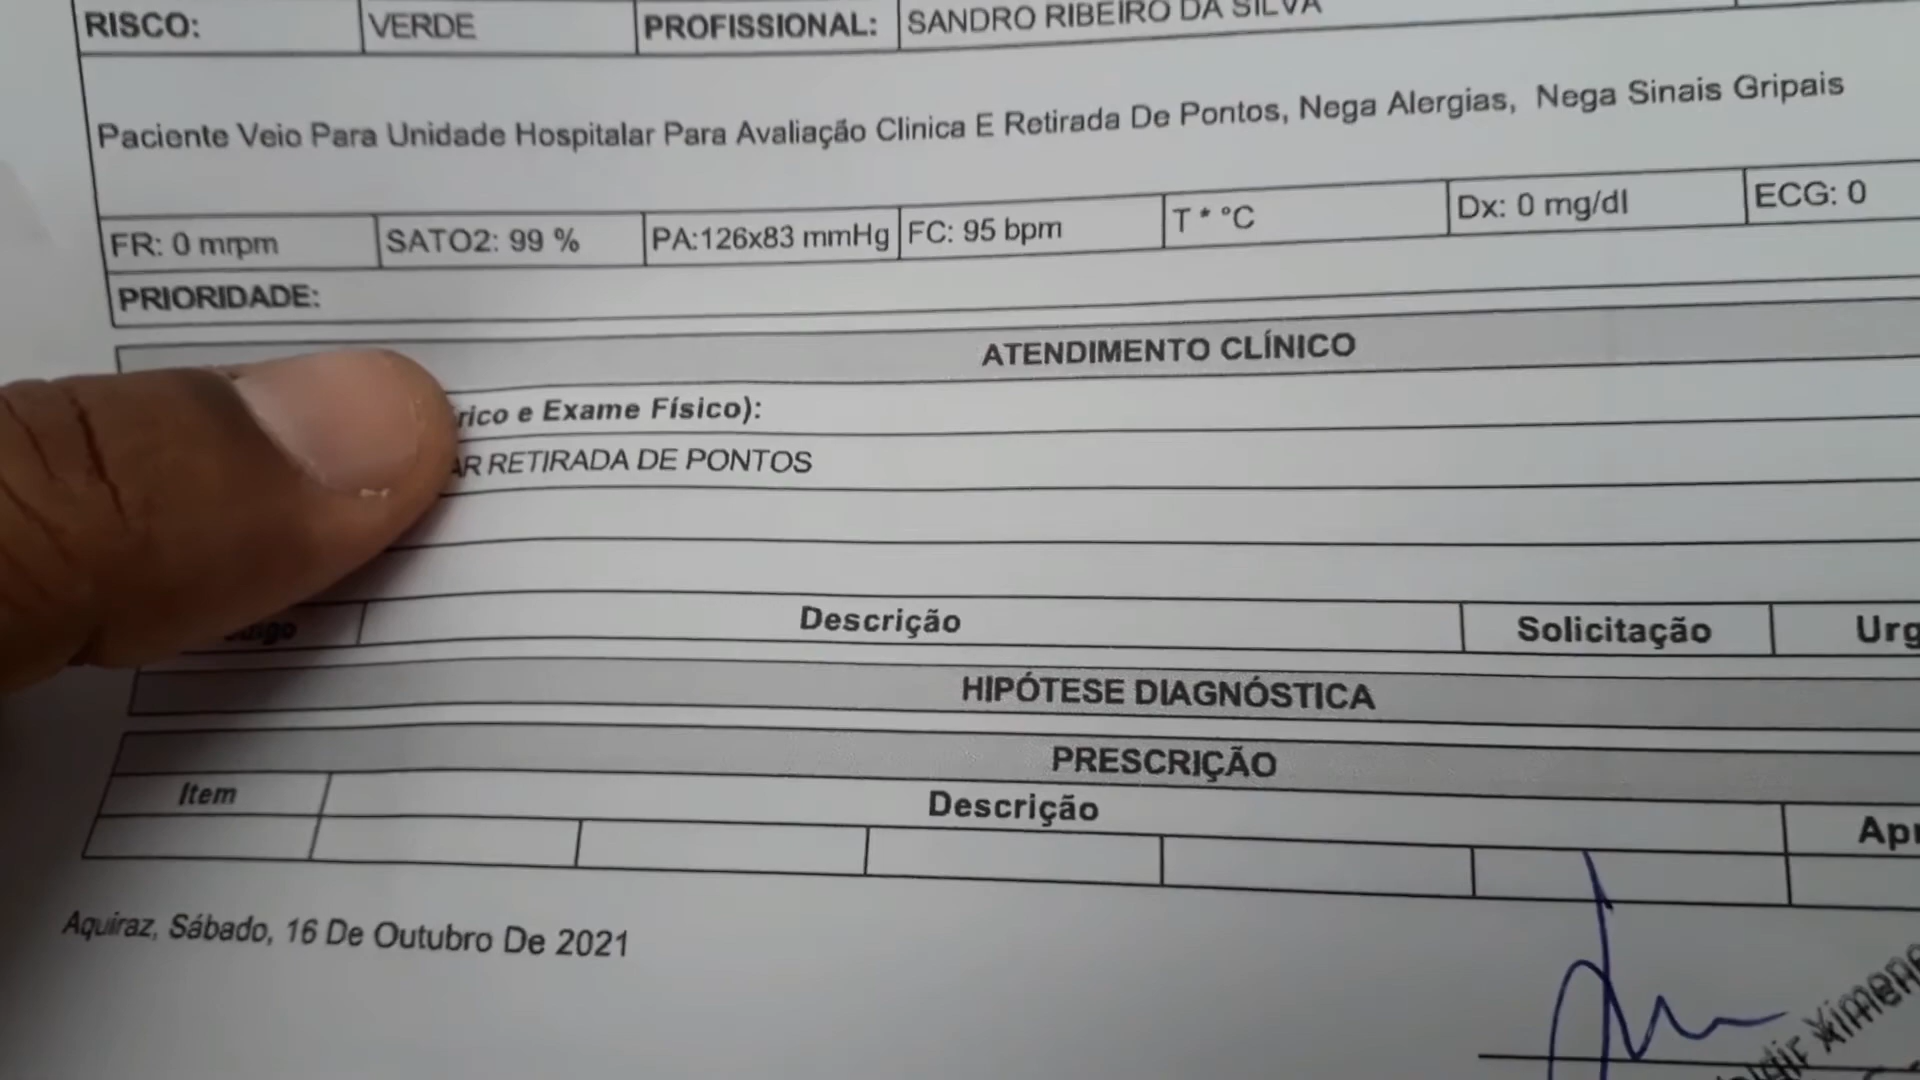 RISCO: VERDE PROFISSIONAL: SANDRO RIBEIRO DA SILVA
Paciente Veio Para Unidade Hospitalar Para Avaliação Clinica E Retirada De Pontos, Nega Alergias, Nega Sinais Gripais
FR: 0 mrpm SATO2: 99 % PA:126x83 mmHg FC: 95 bpm T * °C Dx: 0 mg/dl ECG: 0
PRIORIDADE:
ATENDIMENTO CLÍNICO
rico e Exame Físico):
AR RETIRADA DE PONTOS
Descrição Solicitação Urg
HIPÓTESE DIAGNÓSTICA
PRESCRIÇÃO
Item Descrição Apr
Aquiraz, Sábado, 16 De Outubro De 2021